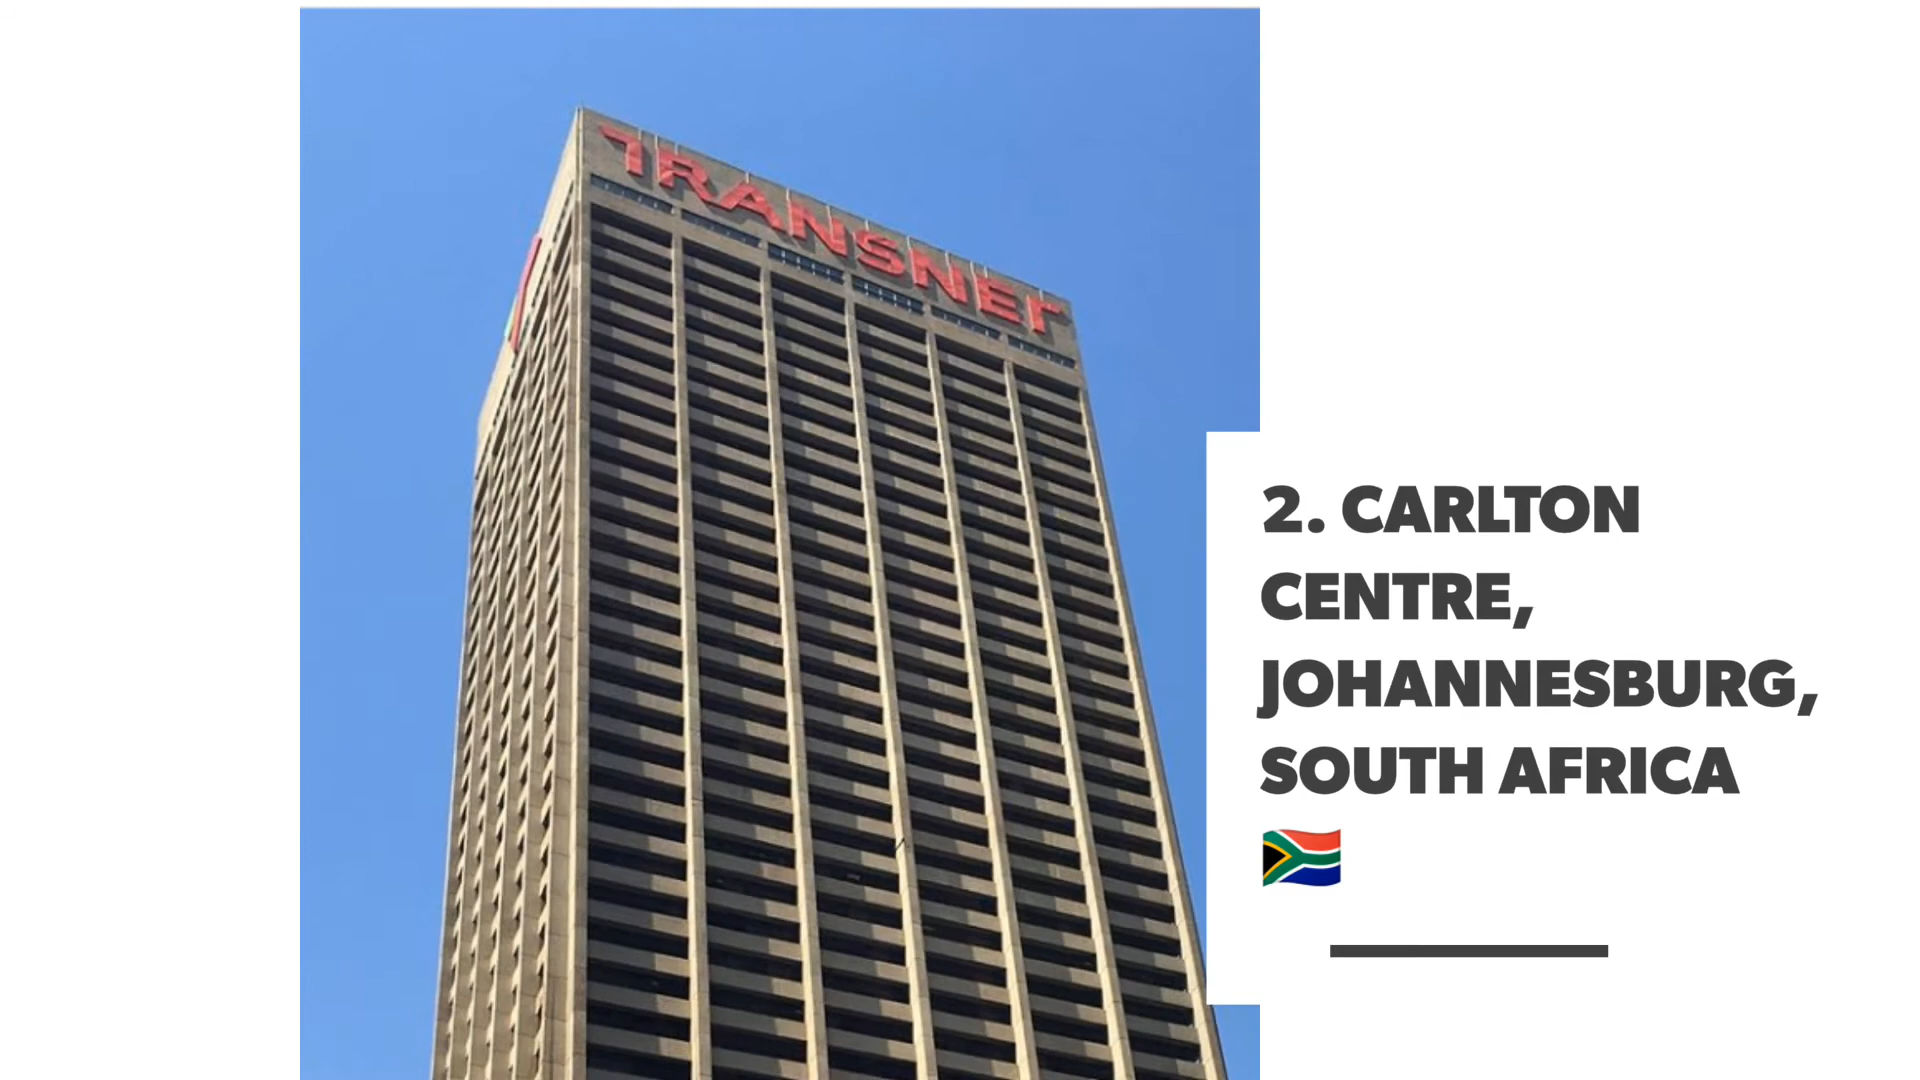 TRANSNET
2. CARLTON
CENTRE,
JOHANNESBURG,
SOUTH AFRICA
🇿🇦